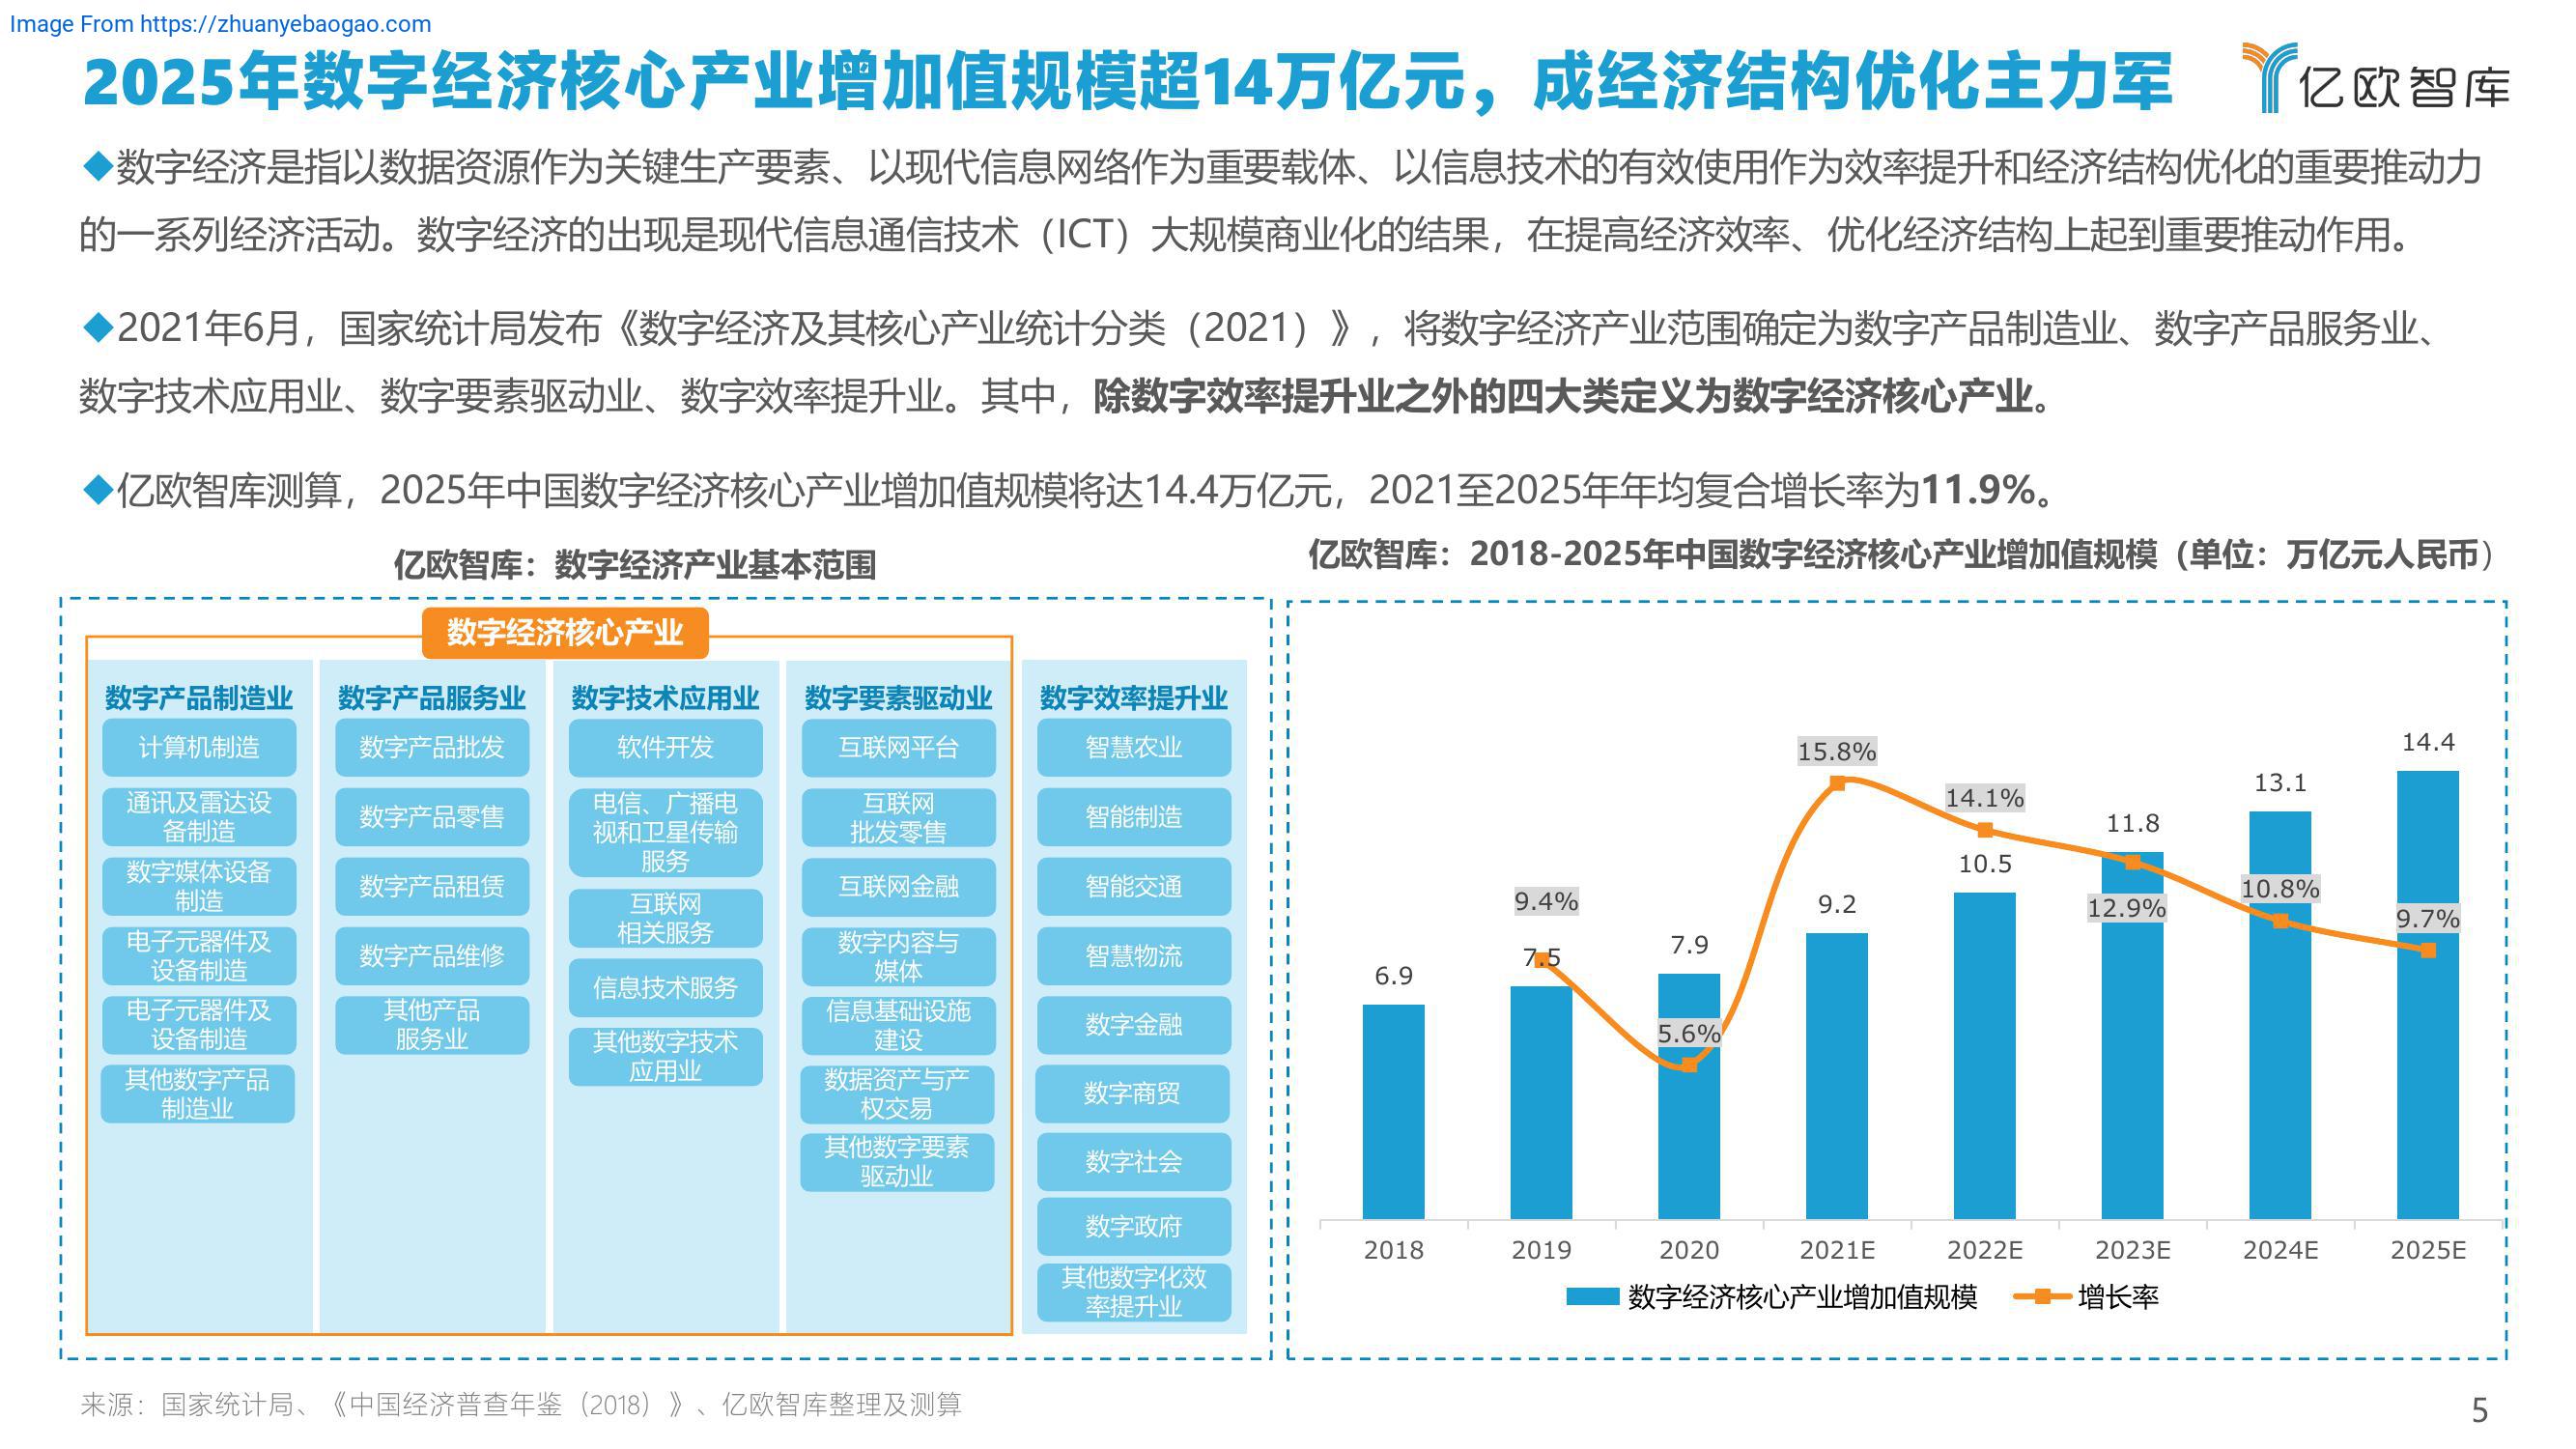 Image From https://zhuanyebaogao.com
2025年数字经济核心产业增加值规模超14万亿元，成经济结构优化主力军
亿欧智库
◆数字经济是指以数据资源作为关键生产要素、以现代信息网络作为重要载体、以信息技术的有效使用作为效率提升和经济结构优化的重要推动力
的一系列经济活动。数字经济的出现是现代信息通信技术（ICT）大规模商业化的结果，在提高经济效率、优化经济结构上起到重要推动作用。
◆2021年6月，国家统计局发布《数字经济及其核心产业统计分类（2021）》，将数字经济产业范围确定为数字产品制造业、数字产品服务业、
数字技术应用业、数字要素驱动业、数字效率提升业。其中，除数字效率提升业之外的四大类定义为数字经济核心产业。
◆亿欧智库测算，2025年中国数字经济核心产业增加值规模将达14.4万亿元，2021至2025年年均复合增长率为11.9%。
亿欧智库：数字经济产业基本范围
数字经济核心产业
数字产品制造业
计算机制造
通讯及雷达设
备制造
数字媒体设备
制造
电子元器件及
设备制造
电子元器件及
设备制造
其他数字产品
制造业
数字产品服务业
数字产品批发
数字产品零售
数字产品租赁
数字产品维修
其他产品
服务业
数字技术应用业
软件开发
电信、广播电
视和卫星传输
服务
互联网
相关服务
信息技术服务
其他数字技术
应用业
数字要素驱动业
互联网平台
互联网
批发零售
互联网金融
数字内容与
媒体
信息基础设施
建设
数据资产与产
权交易
其他数字要素
驱动业
数字效率提升业
智慧农业
智能制造
智能交通
智慧物流
数字金融
数字商贸
数字社会
数字政府
其他数字化效
率提升业
亿欧智库：2018-2025年中国数字经济核心产业增加值规模（单位：万亿元人民币）
6.9
7.5
7.9
9.2
10.5
11.8
13.1
14.4
9.4%
5.6%
15.8%
14.1%
12.9%
10.8%
9.7%
2018
2019
2020
2021E
2022E
2023E
2024E
2025E
数字经济核心产业增加值规模
增长率
来源：国家统计局、《中国经济普查年鉴（2018）》、亿欧智库整理及测算
5